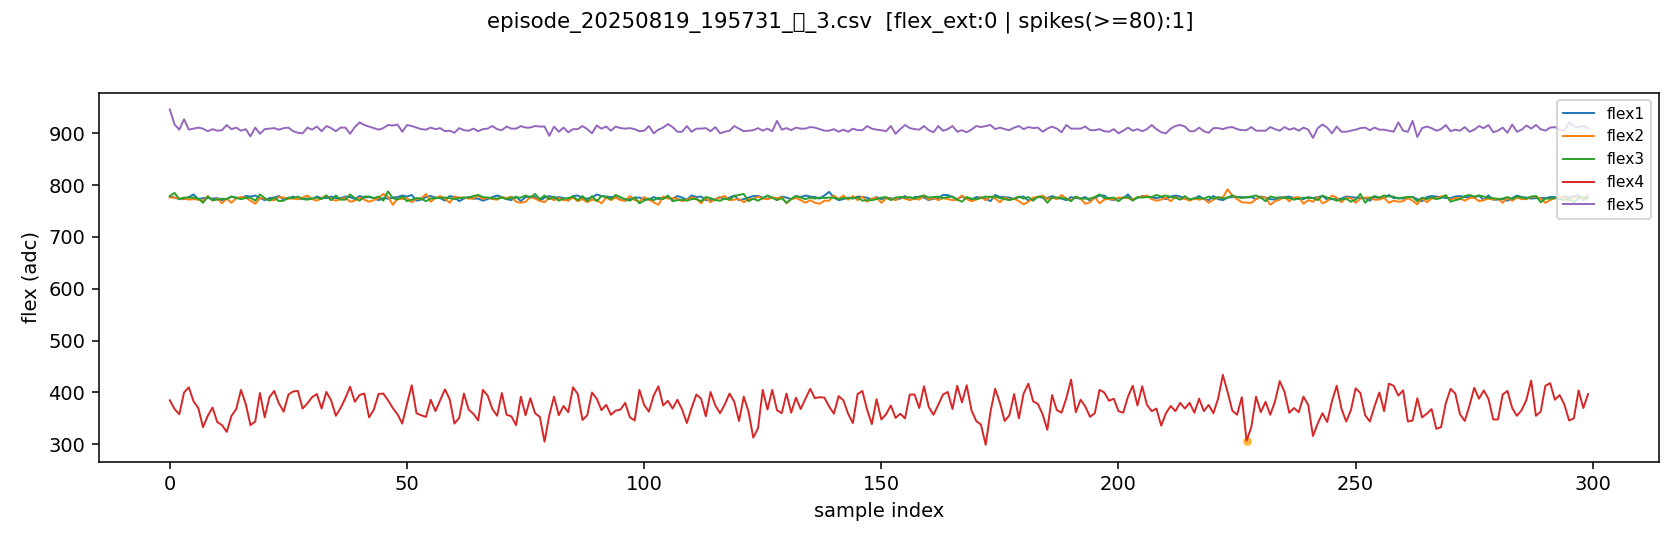 episode_20250819_195731_▯_3.csv [flex_ext:0 | spikes(>=80):1]
flex1
flex2
flex3
flex4
flex5
900
800
700
600
500
400
300
flex (adc)
0 50 100 150 200 250 300
sample index